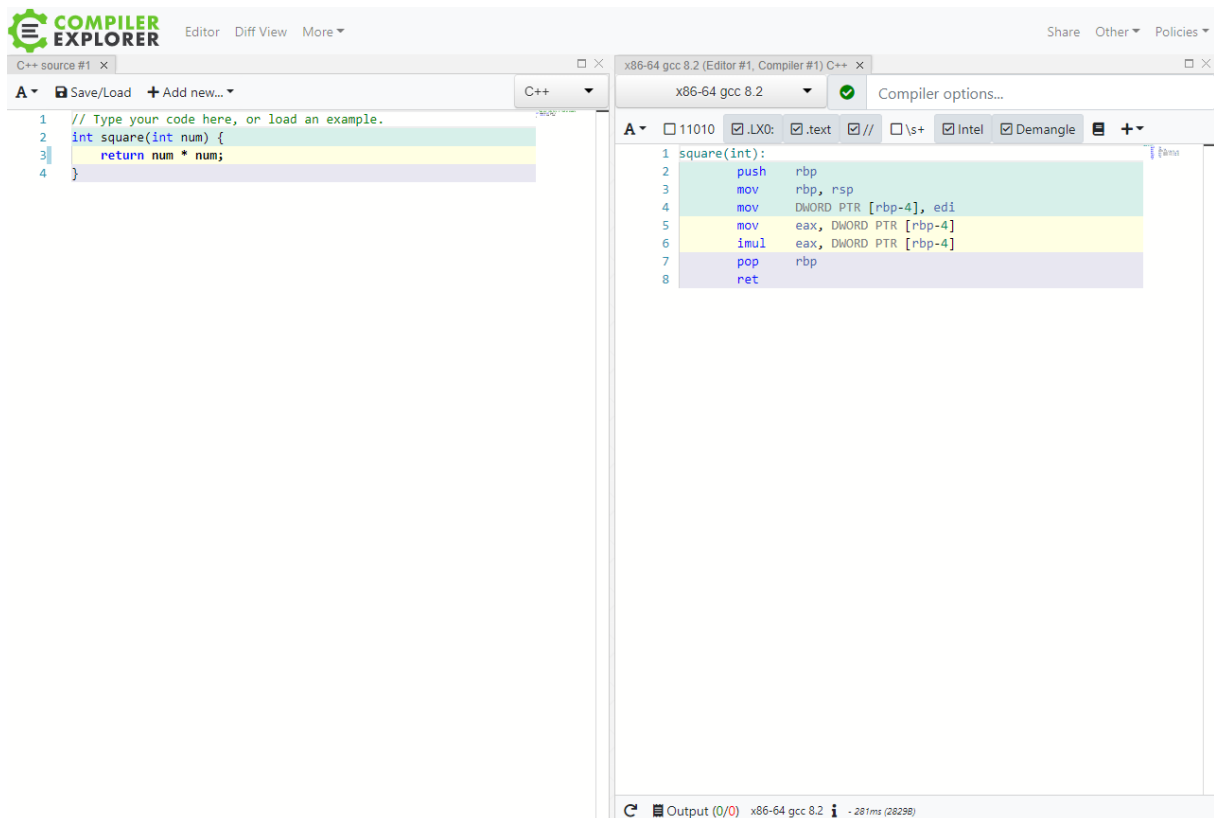 COMPILER
EXPLORER
Editor Diff View More
Share Other Policies
C++ source #1
A Save/Load + Add new...
C++
1 // Type your code here, or load an example.
2 int square(int num) {
3     return num * num;
4 }
x86-64 gcc 8.2 (Editor #1, Compiler #1) C++
x86-64 gcc 8.2
Compiler options...
A 11010 .LX0: .text // \s+ Intel Demangle
1 square(int):
2         push    rbp
3         mov     rbp, rsp
4         mov     DWORD PTR [rbp-4], edi
5         mov     eax, DWORD PTR [rbp-4]
6         imul    eax, DWORD PTR [rbp-4]
7         pop     rbp
8         ret
Output (0/0) x86-64 gcc 8.2 i - 281ms (28298)